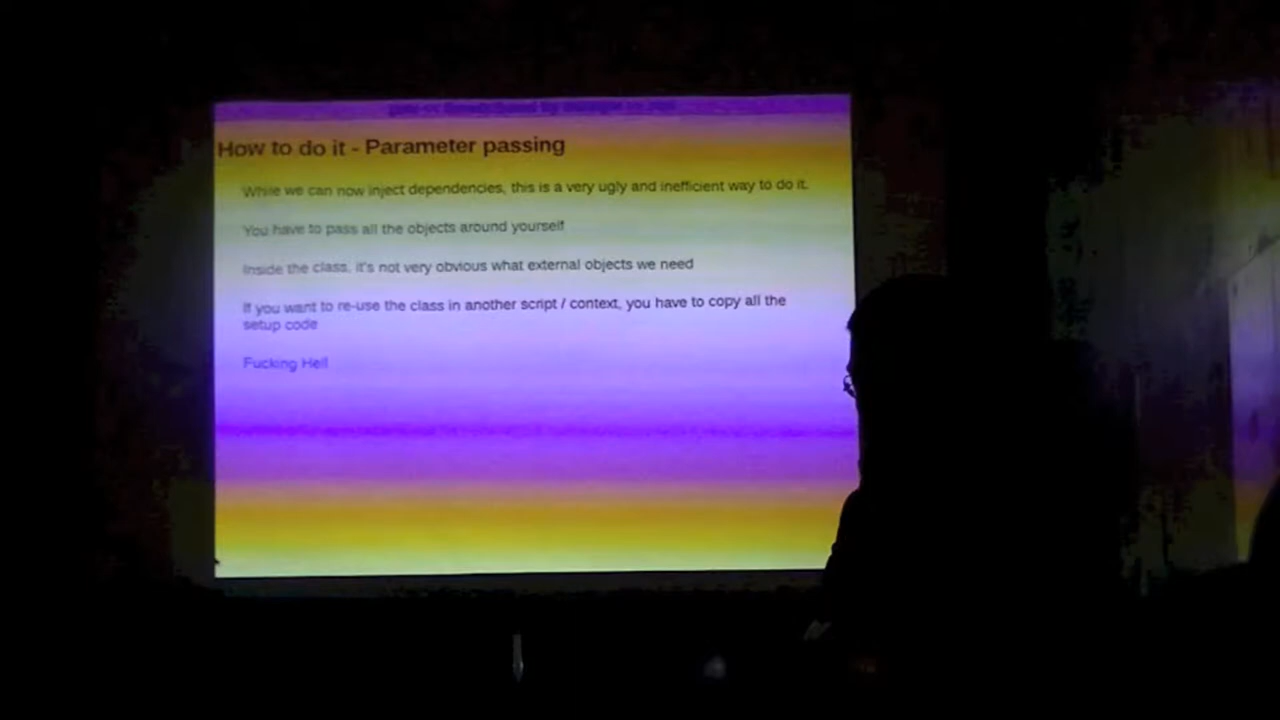 How to do it - Parameter passing
While we can now inject dependencies, this is a very ugly and inefficient way to do it.
You have to pass all the objects around yourself
Inside the class, it's not very obvious what external objects we need
If you want to re-use the class in another script / context, you have to copy all the
setup code
Fucking Hell